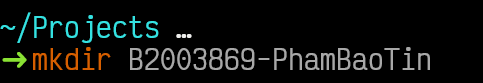 ~/Projects …
➜ mkdir B2003869-PhamBaoTin